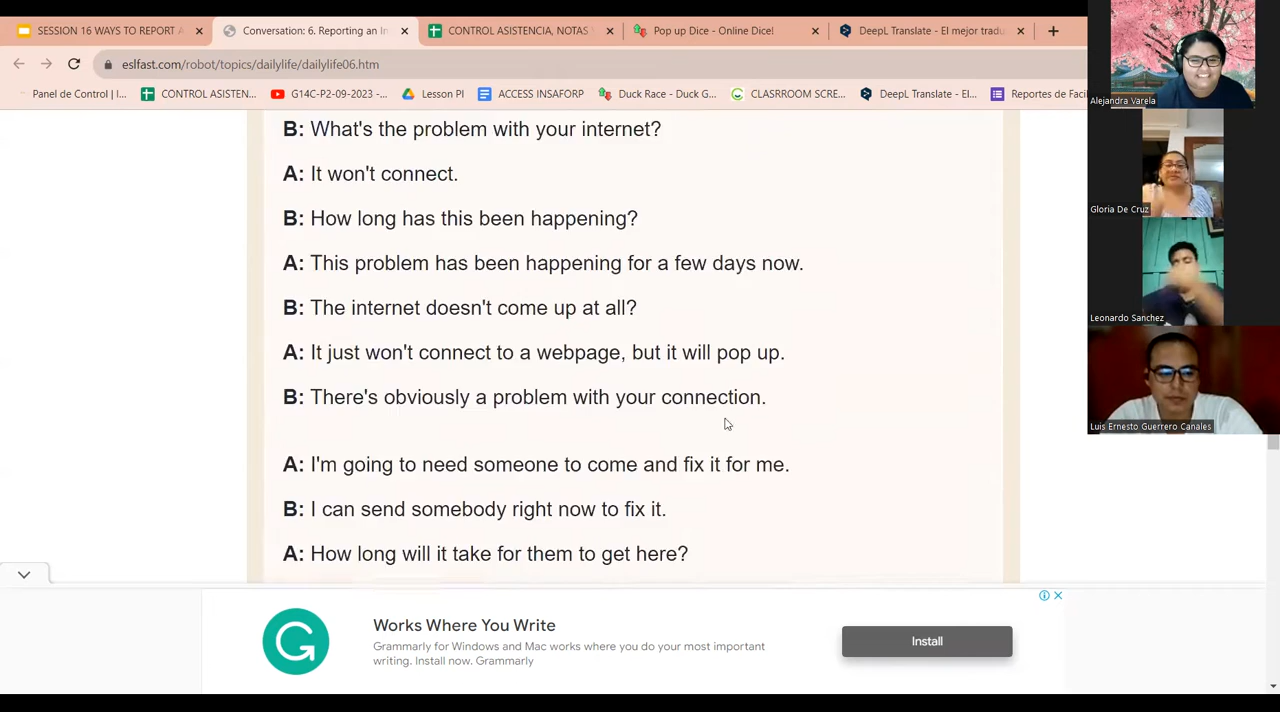 SESSION 16 WAYS TO REPORT A
Conversation: 6. Reporting an In
CONTROL ASISTENCIA, NOTAS Y
Pop up Dice - Online Dice!
DeepL Translate - El mejor tradu
eslfast.com/robot/topics/dailylife/dailylife06.htm
Panel de Control | I...
CONTROL ASISTEN...
G14C-P2-09-2023 -...
Lesson PI
ACCESS INSAFORP
Duck Race - Duck G...
CLASRROOM SCRE...
DeepL Translate - El...
Reportes de Facil
B: What's the problem with your internet?
A: It won't connect.
B: How long has this been happening?
A: This problem has been happening for a few days now.
B: The internet doesn't come up at all?
A: It just won't connect to a webpage, but it will pop up.
B: There's obviously a problem with your connection.
A: I'm going to need someone to come and fix it for me.
B: I can send somebody right now to fix it.
A: How long will it take for them to get here?
Works Where You Write
Grammarly for Windows and Mac works where you do your most important
writing. Install now. Grammarly
Install
Alejandra Varela
Gloria De Cruz
Leonardo Sanchez
Luis Ernesto Guerrero Canales